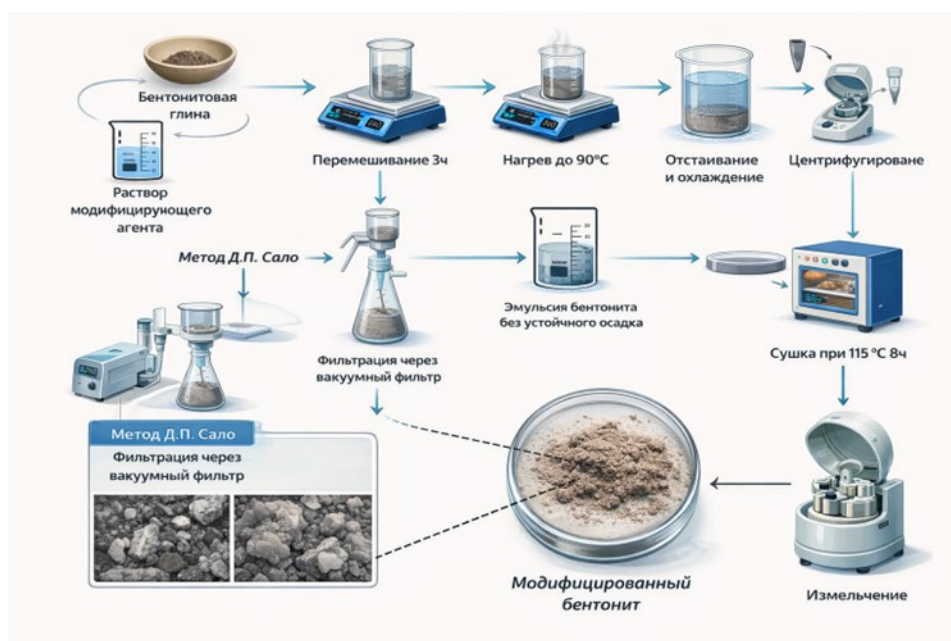 Бентонитовая
глина
Раствор
модифицирующего
агента
Перемешивание 3ч
Нагрев до 90°C
Отстаивание
и охлаждение
Центрифугироване
Метод Д.П. Сало
Фильтрация через
вакуумный фильтр
Эмульсия бентонита
без устойчивого осадка
Сушка при 115 °C 8ч
Метод Д.П. Сало
Фильтрация через
вакуумный фильтр
Модифицированный
бентонит
Измельчение